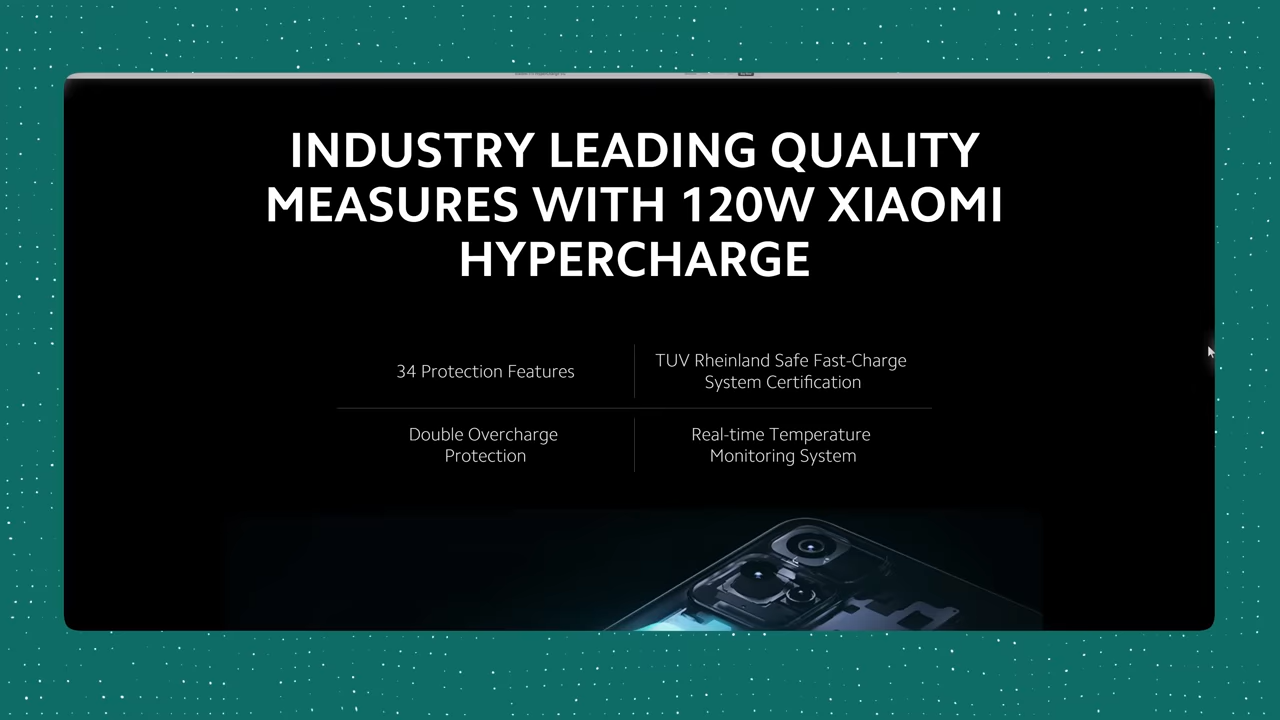 INDUSTRY LEADING QUALITY
MEASURES WITH 120W XIAOMI
HYPERCHARGE
34 Protection Features
TUV Rheinland Safe Fast-Charge
System Certification
Double Overcharge
Protection
Real-time Temperature
Monitoring System